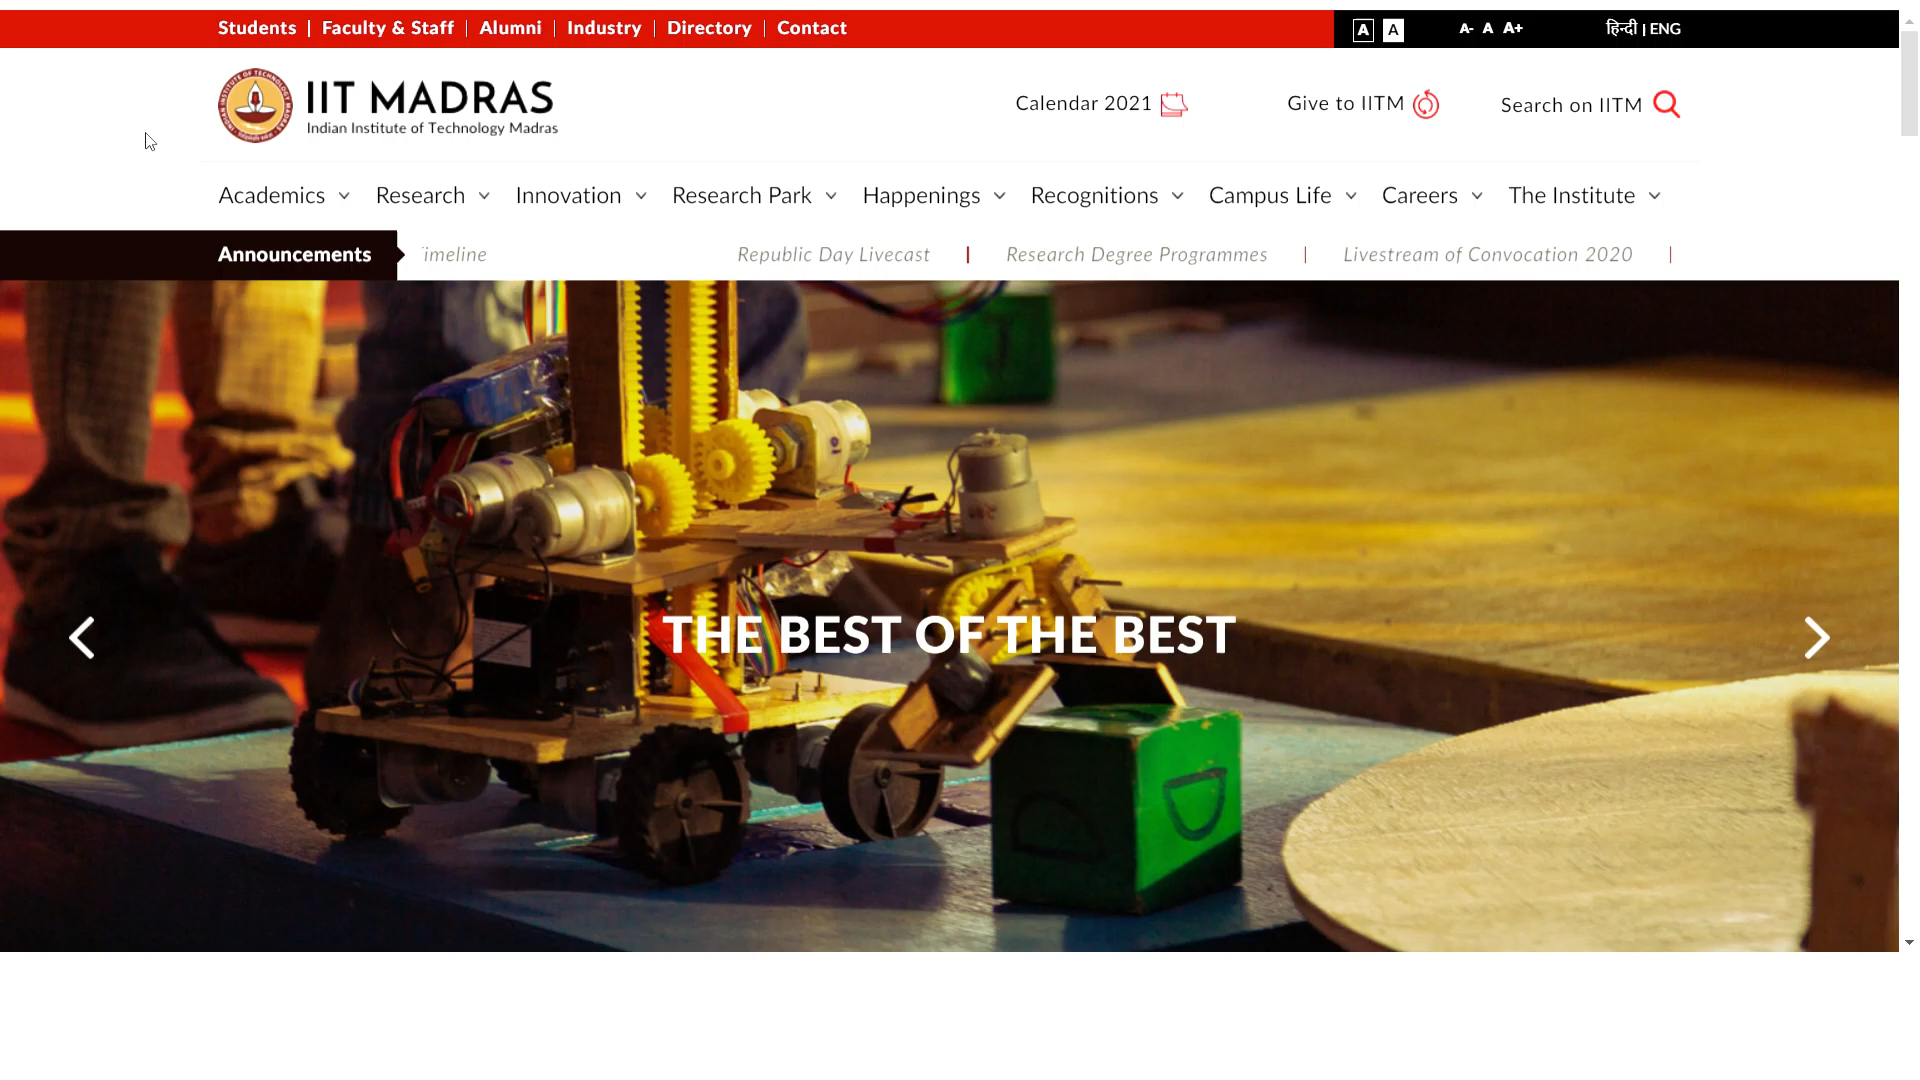 Students | Faculty & Staff | Alumni | Industry | Directory | Contact
A A A- A A+ हिन्दी | ENG
IIT MADRAS
Indian Institute of Technology Madras
Calendar 2021 Give to IITM Search on IITM
Academics Research Innovation Research Park Happenings Recognitions Campus Life Careers The Institute
Announcements Republic Day Livecast | Research Degree Programmes | Livestream of Convocation 2020 |
THE BEST OF THE BEST